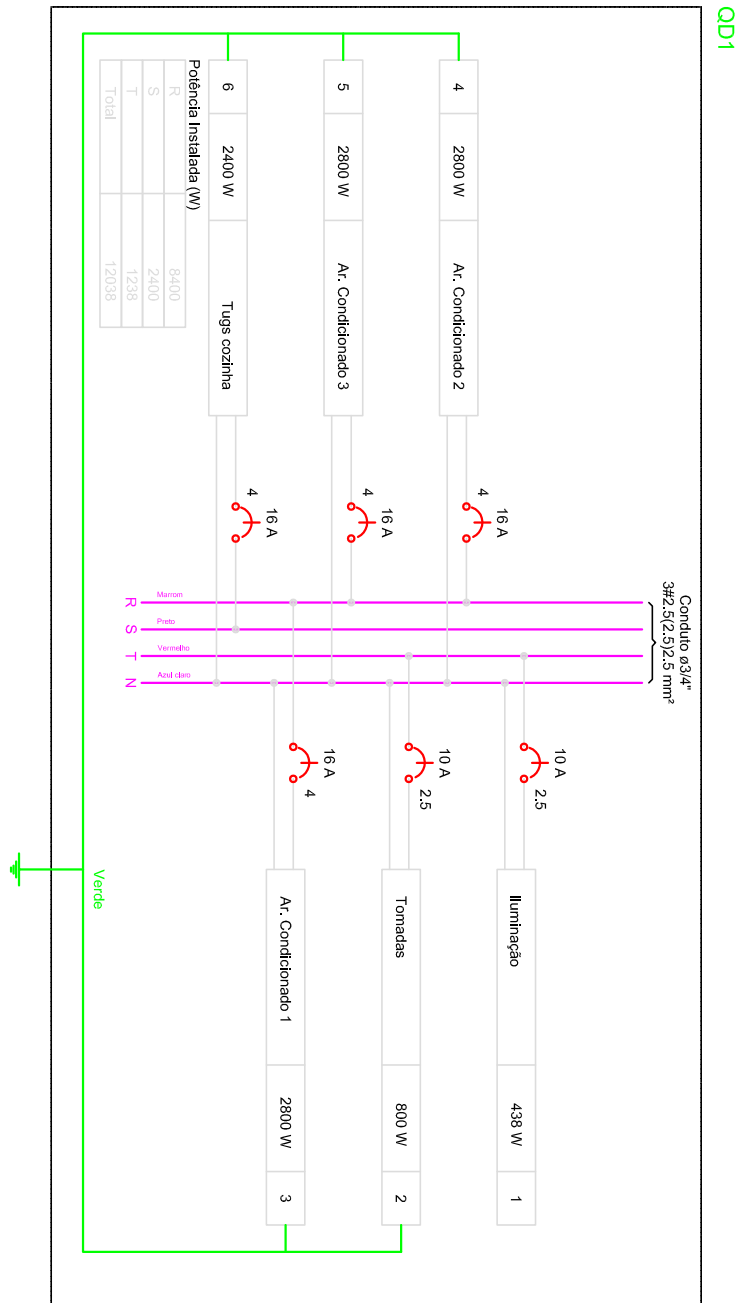 QD1
Conduto ø3/4"
3#2.5(2.5)2.5 mm²
4
2800 W
Ar. Condicionado 2
4
16 A
5
2800 W
Ar. Condicionado 3
4
16 A
6
2400 W
Tugs cozinha
4
16 A
10 A
2.5
Iluminação
438 W
1
10 A
2.5
Tomadas
800 W
2
16 A
4
Ar. Condicionado 1
2800 W
3
R
Marrom
S
Preto
T
Vermelho
N
Azul claro
Verde
Potência Instalada (W)
R 8400
S 2400
T 1238
Total 12038